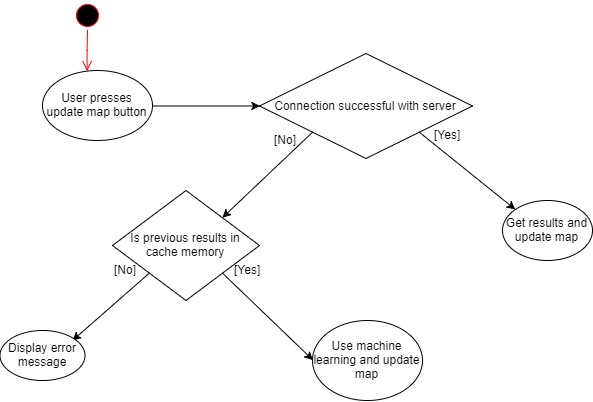 User presses
update map button
Connection successful with server
[No]
[Yes]
Get results and
update map
Is previous results in
cache memory
[No]
[Yes]
Display error
message
Use machine
learning and update
map